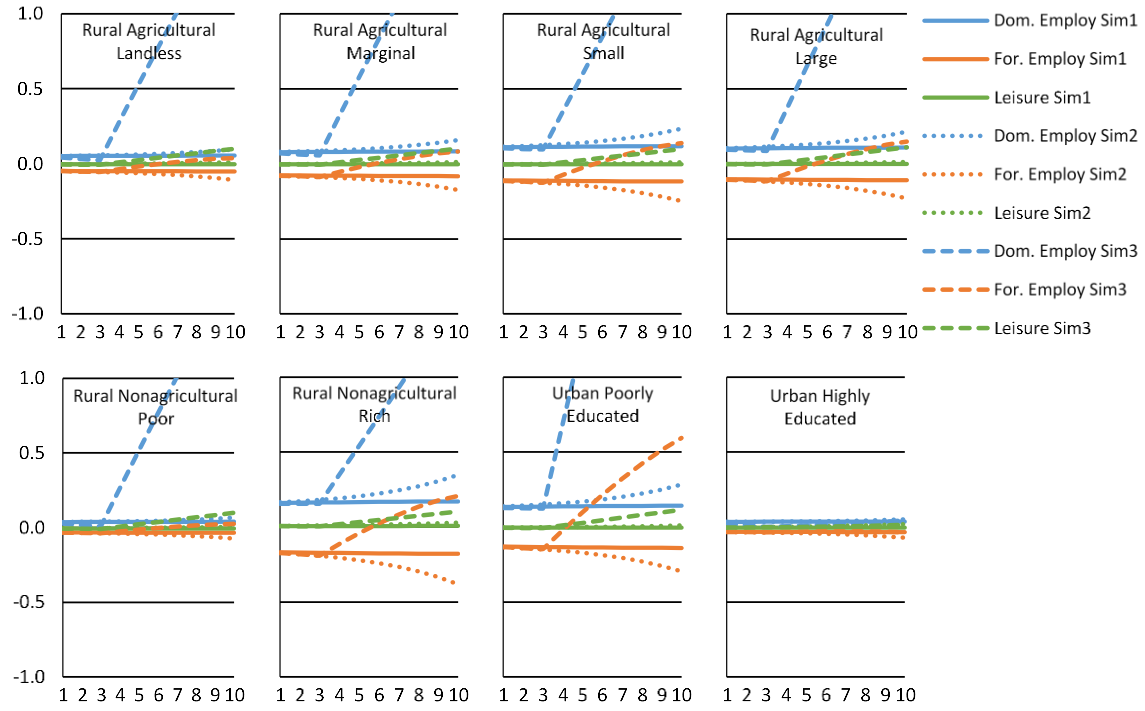 Rural Agricultural
Landless
Rural Agricultural
Marginal
Rural Agricultural
Small
Rural Agricultural
Large
1.0
0.5
0.0
-0.5
-1.0
1 2 3 4 5 6 7 8 9 10
1 2 3 4 5 6 7 8 9 10
1 2 3 4 5 6 7 8 9 10
1 2 3 4 5 6 7 8 9 10
Dom. Employ Sim1
For. Employ Sim1
Leisure Sim1
Dom. Employ Sim2
For. Employ Sim2
Leisure Sim2
Dom. Employ Sim3
For. Employ Sim3
Leisure Sim3
Rural Nonagricultural
Poor
Rural Nonagricultural
Rich
Urban Poorly
Educated
Urban Highly
Educated
1.0
0.5
0.0
-0.5
-1.0
1 2 3 4 5 6 7 8 9 10
1 2 3 4 5 6 7 8 9 10
1 2 3 4 5 6 7 8 9 10
1 2 3 4 5 6 7 8 9 10